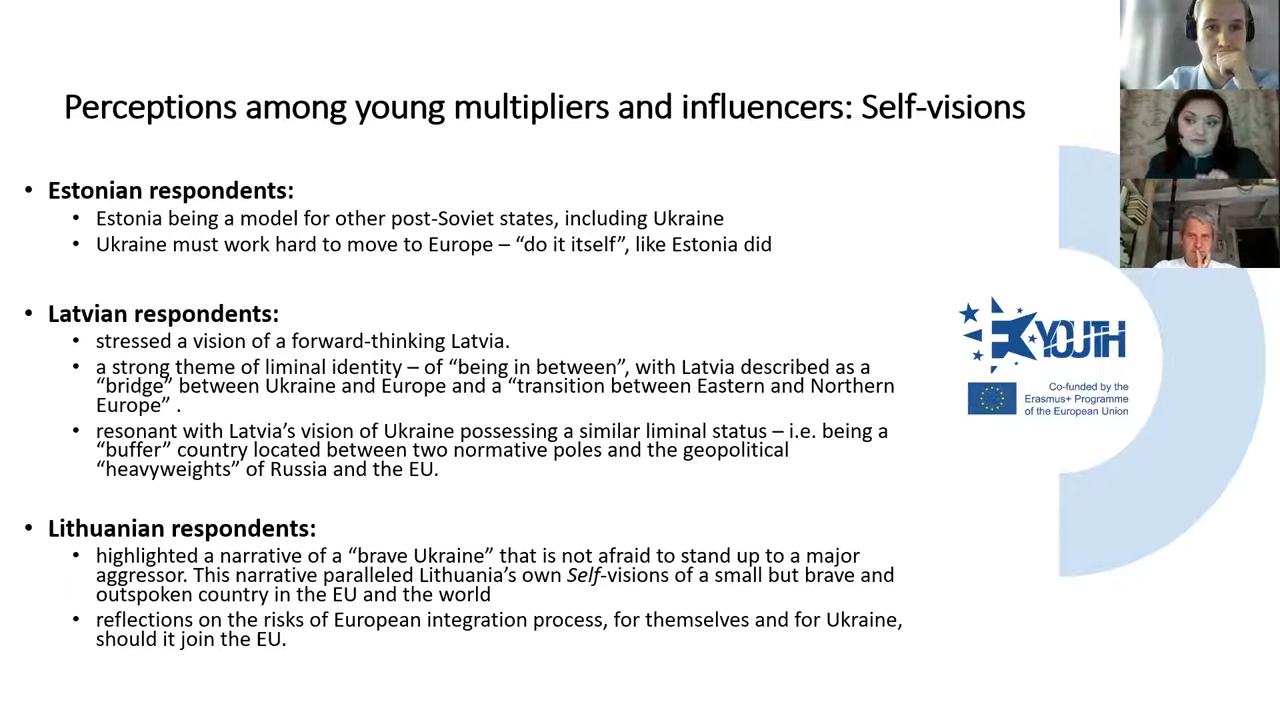 Perceptions among young multipliers and influencers: Self-visions
• Estonian respondents:
• Estonia being a model for other post-Soviet states, including Ukraine
• Ukraine must work hard to move to Europe – “do it itself”, like Estonia did
• Latvian respondents:
• stressed a vision of a forward-thinking Latvia.
• a strong theme of liminal identity – of “being in between”, with Latvia described as a
“bridge” between Ukraine and Europe and a “transition between Eastern and Northern
Europe” .
• resonant with Latvia’s vision of Ukraine possessing a similar liminal status – i.e. being a
“buffer” country located between two normative poles and the geopolitical
“heavyweights” of Russia and the EU.
• Lithuanian respondents:
• highlighted a narrative of a “brave Ukraine” that is not afraid to stand up to a major
aggressor. This narrative paralleled Lithuania’s own Self-visions of a small but brave and
outspoken country in the EU and the world
• reflections on the risks of European integration process, for themselves and for Ukraine,
should it join the EU.
E YOUTH
Co-funded by the
Erasmus+ Programme
of the European Union